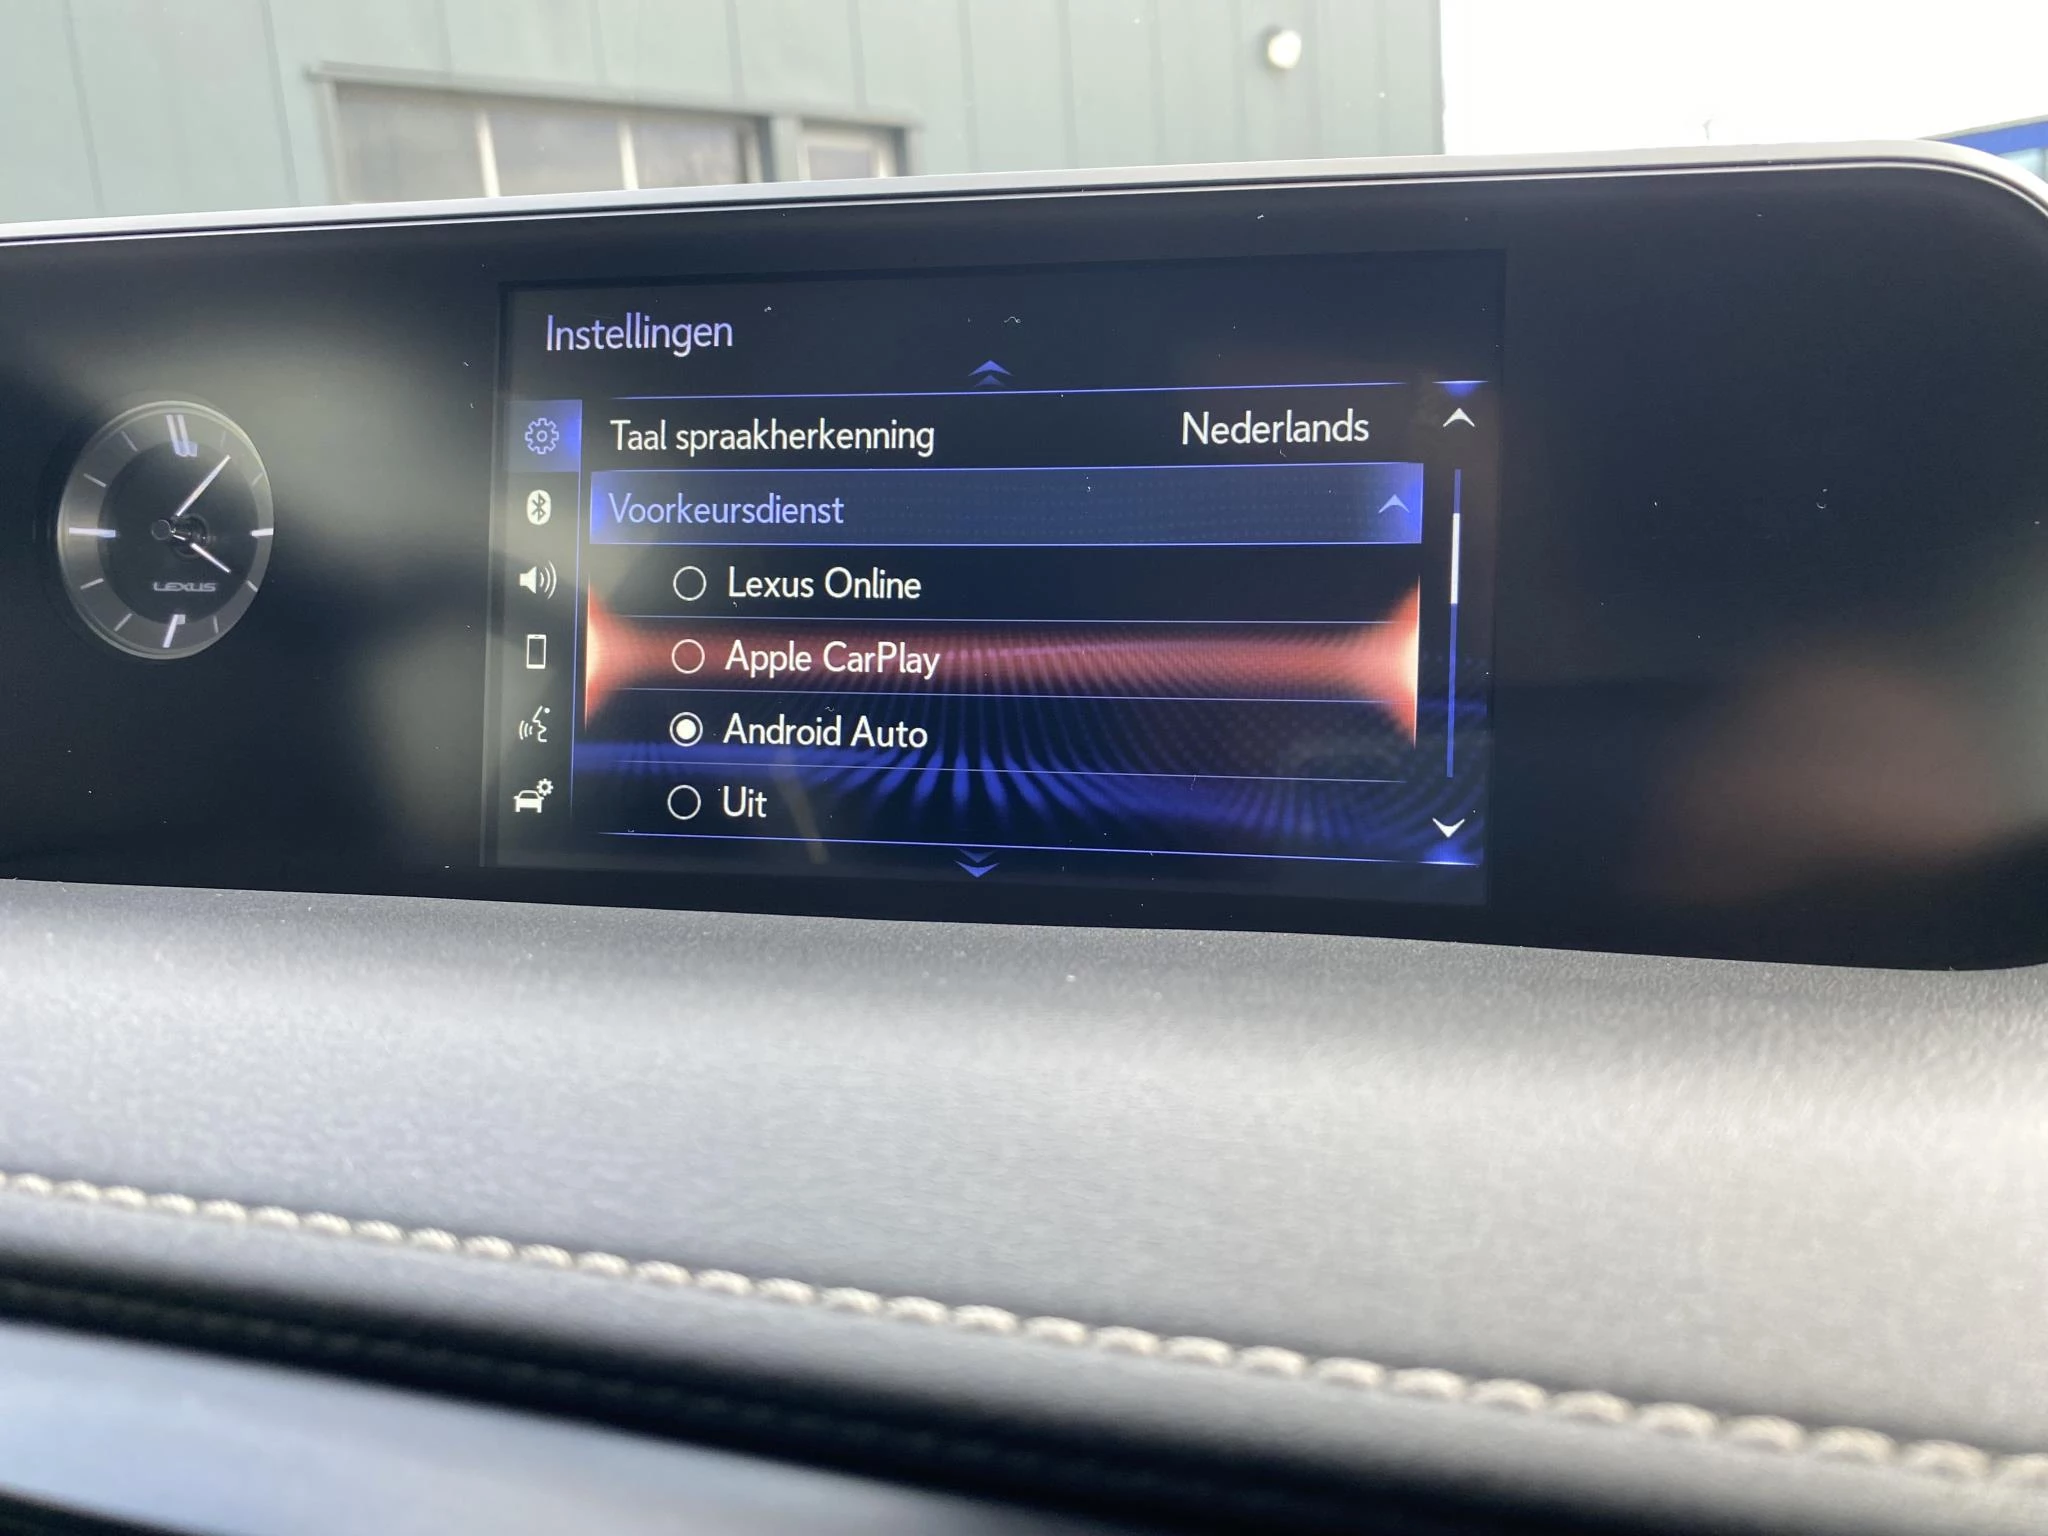 Instellingen
Taal spraakherkenning Nederlands
Voorkeursdienst
Lexus Online
Apple CarPlay
Android Auto
Uit
LEXUS